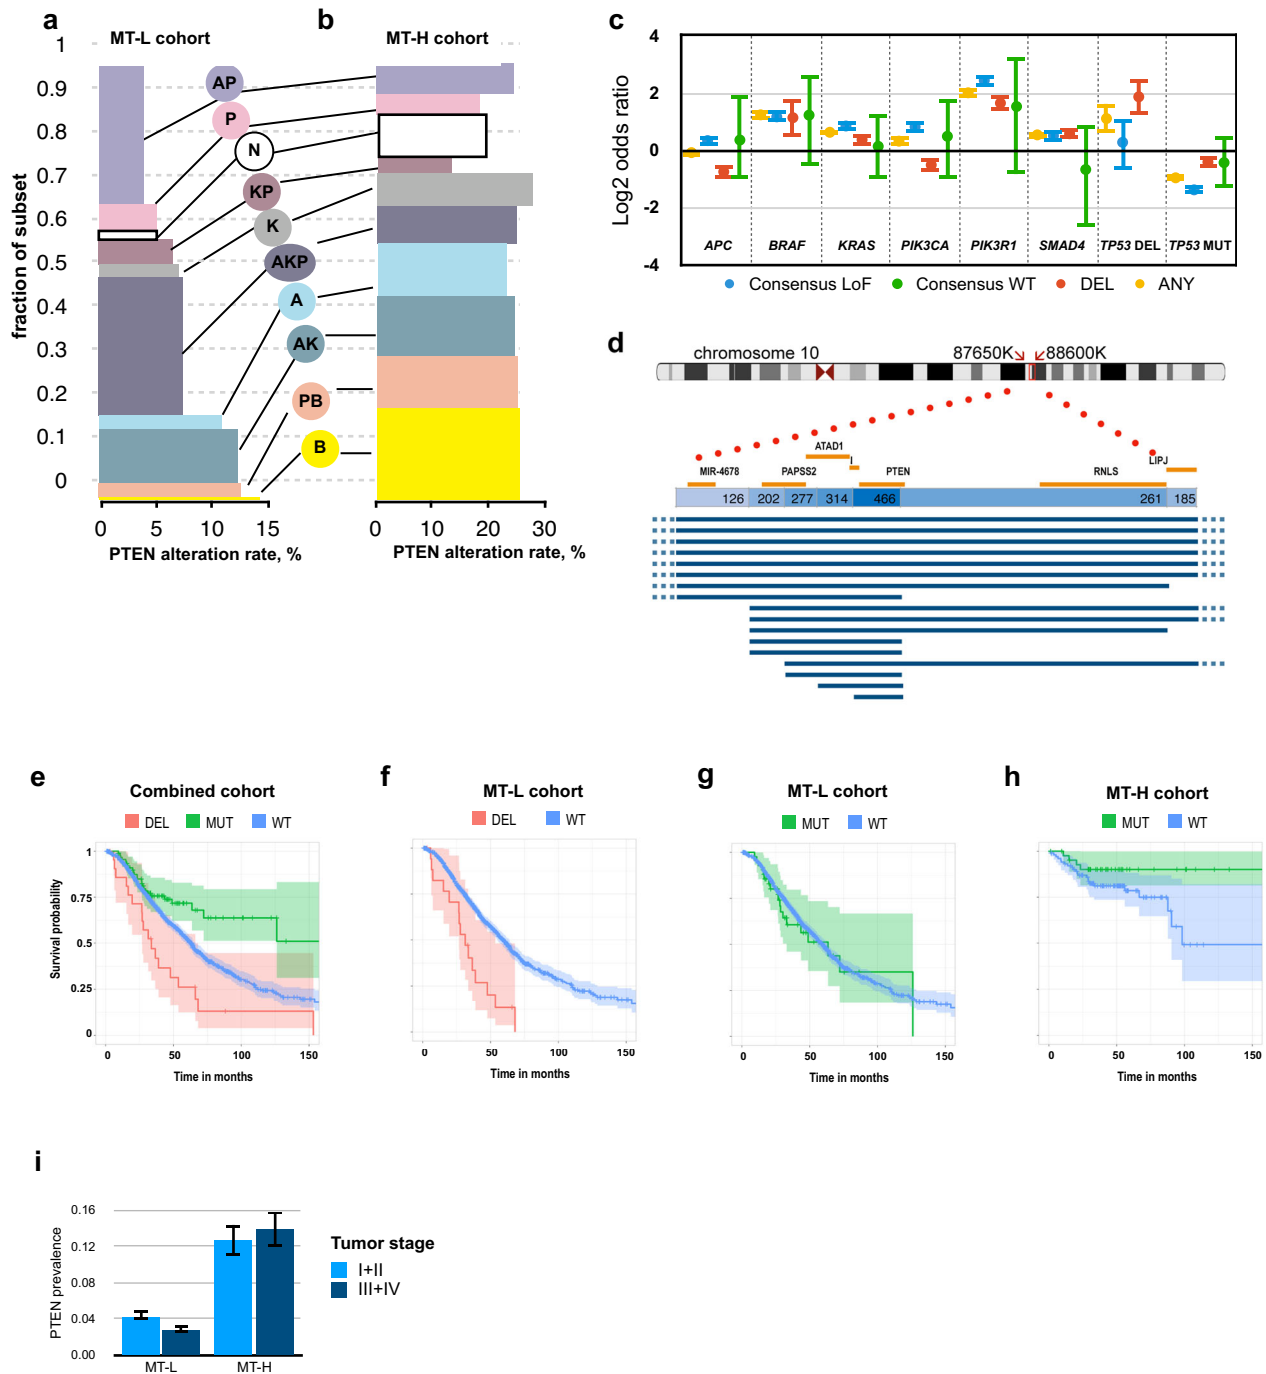 a
MT-L cohort
b
MT-H cohort
fraction of subset
1
0.9
0.8
0.7
0.6
0.5
0.4
0.3
0.2
0.1
0
AP
P
N
KP
K
AKP
A
AK
PB
B
0 5 10 15
PTEN alteration rate, %
0 10 20 30
PTEN alteration rate, %
c
Log2 odds ratio
4
2
0
-2
-4
APC BRAF KRAS PIK3CA PIK3R1 SMAD4 TP53 DEL TP53 MUT
Consensus LoF Consensus WT DEL ANY
d
chromosome 10 87650K 88600K
ATAD1
MIR-4678 PAPSS2 I PTEN RNLS LIPJ
126 202 277 314 466 261 185
e
Combined cohort
DEL MUT WT
Survival probability
1
0.75
0.5
0.25
0
0 50 100 150
Time in months
f
MT-L cohort
DEL WT
0 50 100 150
Time in months
g
MT-L cohort
MUT WT
0 50 100 150
Time in months
h
MT-H cohort
MUT WT
0 50 100 150
Time in months
i
PTEN prevalence
0.16
0.12
0.08
0.04
0.00
MT-L MT-H
Tumor stage
I+II
III+IV